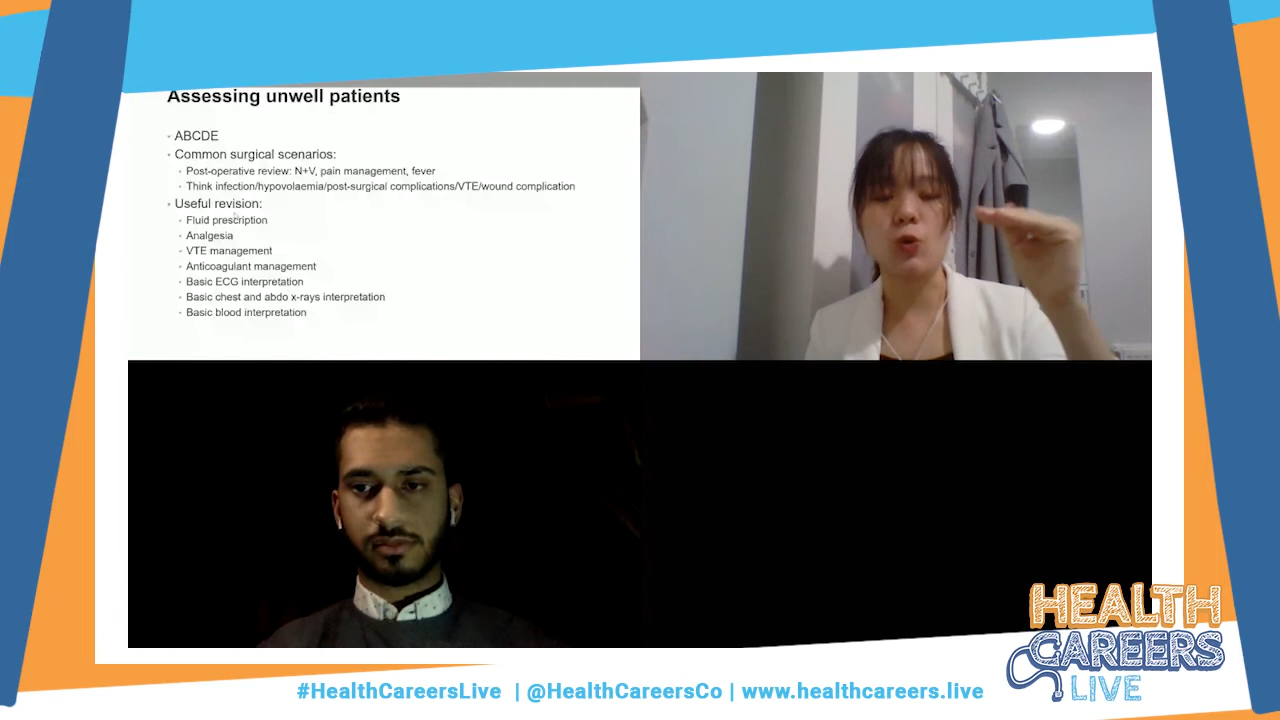 Assessing unwell patients
ABCDE
Common surgical scenarios:
Post-operative review: N+V, pain management, fever
Think infection/hypovolaemia/post-surgical complications/VTE/wound complication
Useful revision:
Fluid prescription
Analgesia
VTE management
Anticoagulant management
Basic ECG interpretation
Basic chest and abdo x-rays interpretation
Basic blood interpretation
HEALTH
CAREERS
LIVE
#HealthCareersLive | @HealthCareersCo | www.healthcareers.live